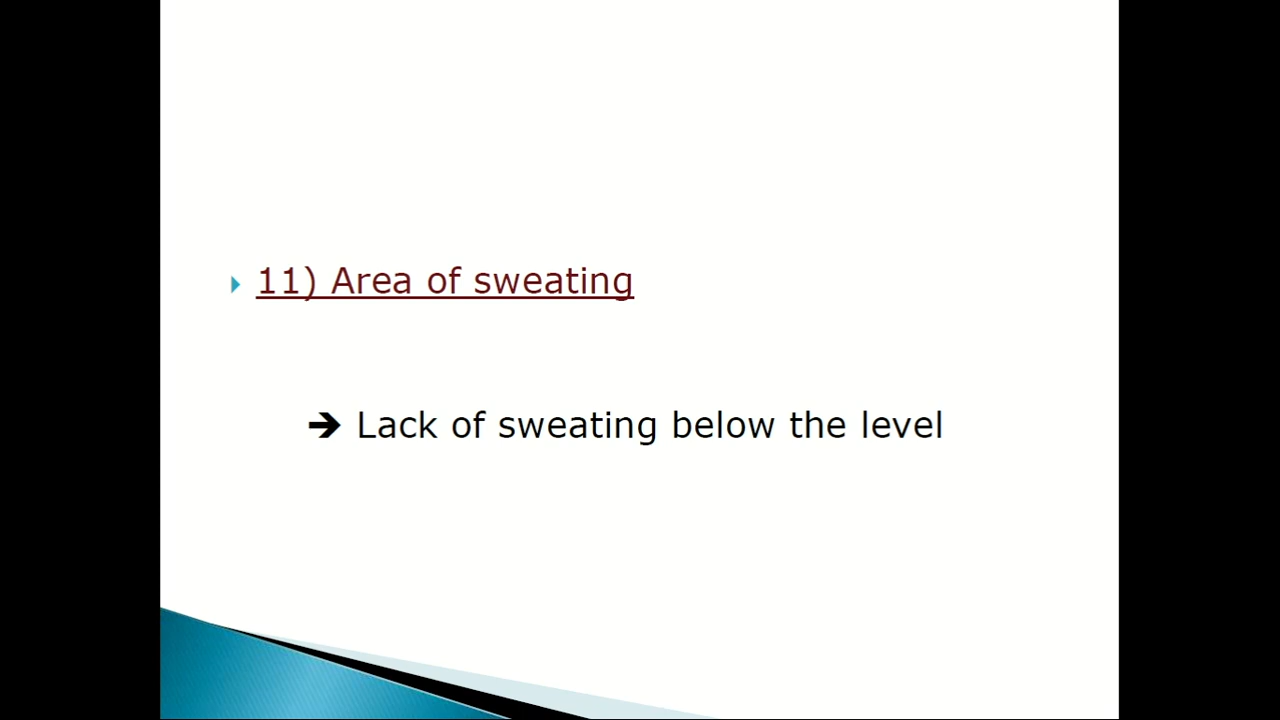 11) Area of sweating
➔ Lack of sweating below the level